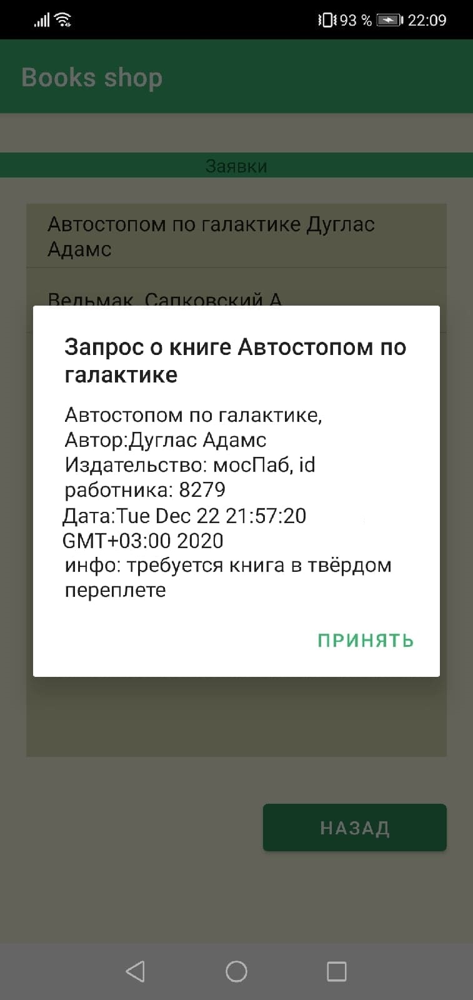 93 % 22:09
Books shop
Заявки
Автостопом по галактике Дуглас
Адамс
Ведьмак Сапковский А
Запрос о книге Автостопом по
галактике
Автостопом по галактике,
Автор:Дуглас Адамс
Издательство: мосПаб, id
работника: 8279
Дата:Tue Dec 22 21:57:20
GMT+03:00 2020
инфо: требуется книга в твёрдом
переплете
ПРИНЯТЬ
НАЗАД